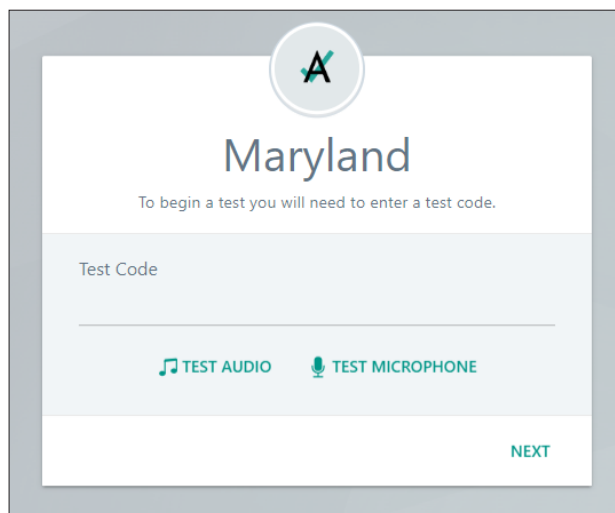 A
Maryland
To begin a test you will need to enter a test code.
Test Code
TEST AUDIO TEST MICROPHONE
NEXT